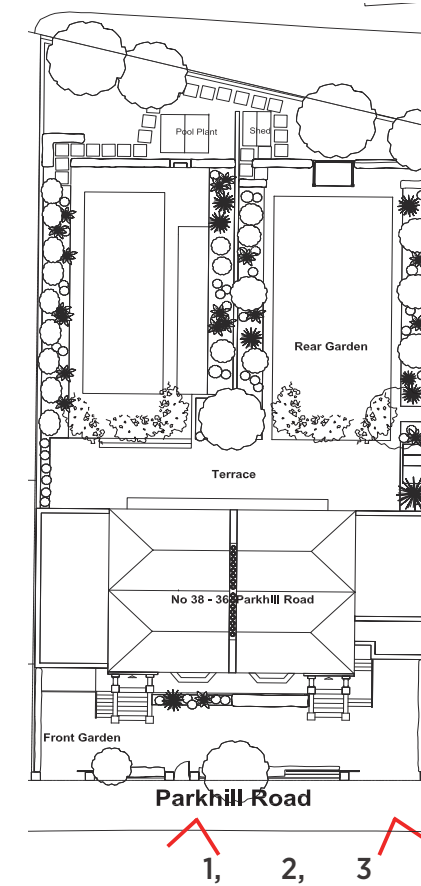 Pool Plant
Shed
Rear Garden
Terrace
No 38 - 36 Parkhill Road
Front Garden
Parkhill Road
1, 2, 3